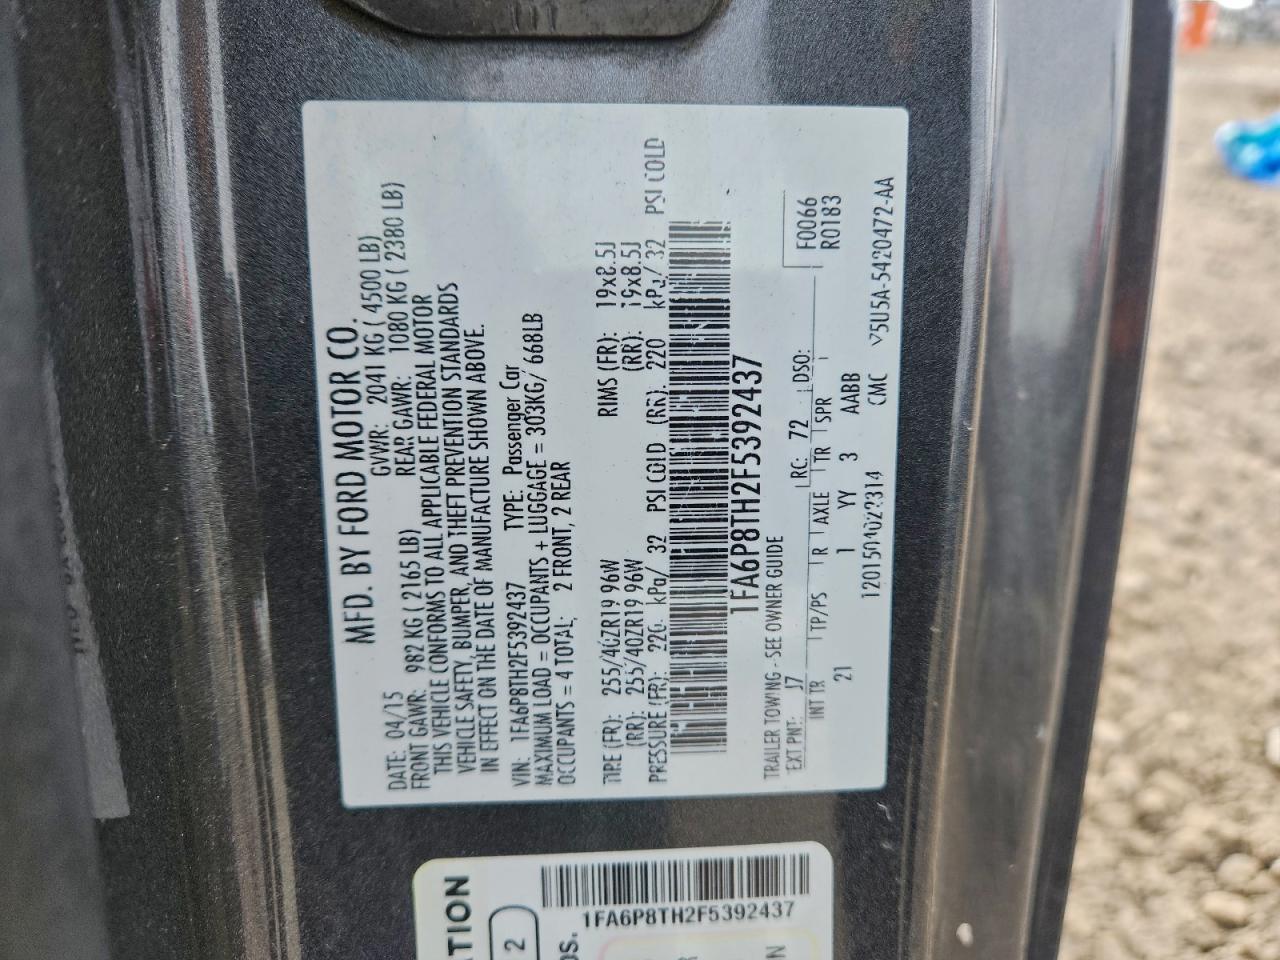 MFD. BY FORD MOTOR CO.
DATE: 04/15 GVWR: 2041 KG ( 4500 LB)
FRONT GAWR: 982 KG ( 2165 LB) REAR GAWR: 1080 KG ( 2380 LB)
THIS VEHICLE CONFORMS TO ALL APPLICABLE FEDERAL MOTOR
VEHICLE SAFETY, BUMPER, AND THEFT PREVENTION STANDARDS
IN EFFECT ON THE DATE OF MANUFACTURE SHOWN ABOVE.
VIN: 1FA6P8TH2F5392437 TYPE: Passenger Car
MAXIMUM LOAD = OCCUPANTS + LUGGAGE = 303KG/ 668LB
OCCUPANTS = 4 TOTAL, 2 FRONT, 2 REAR
TIRE (FR): 255/40ZR19 96W RIMS (FR): 19x8.5J
(RR): 255/40ZR19 96W (RR): 19x8.5J
PRESSURE (FR): 220 kPa/ 32 PSI COLD (RR): 220 kPa/ 32 PSI COLD
1FA6P8TH2F5392437
TRAILER TOWING - SEE OWNER GUIDE
EXT PNT: J7 RC: 72 DSO: F0066
R0183
INT TR TP/PS R AXLE TR SPR
21 1 YY 3 AABB
CMC V5U5A-5420472-AA
ATION
2
1FA6P8TH2F5392437